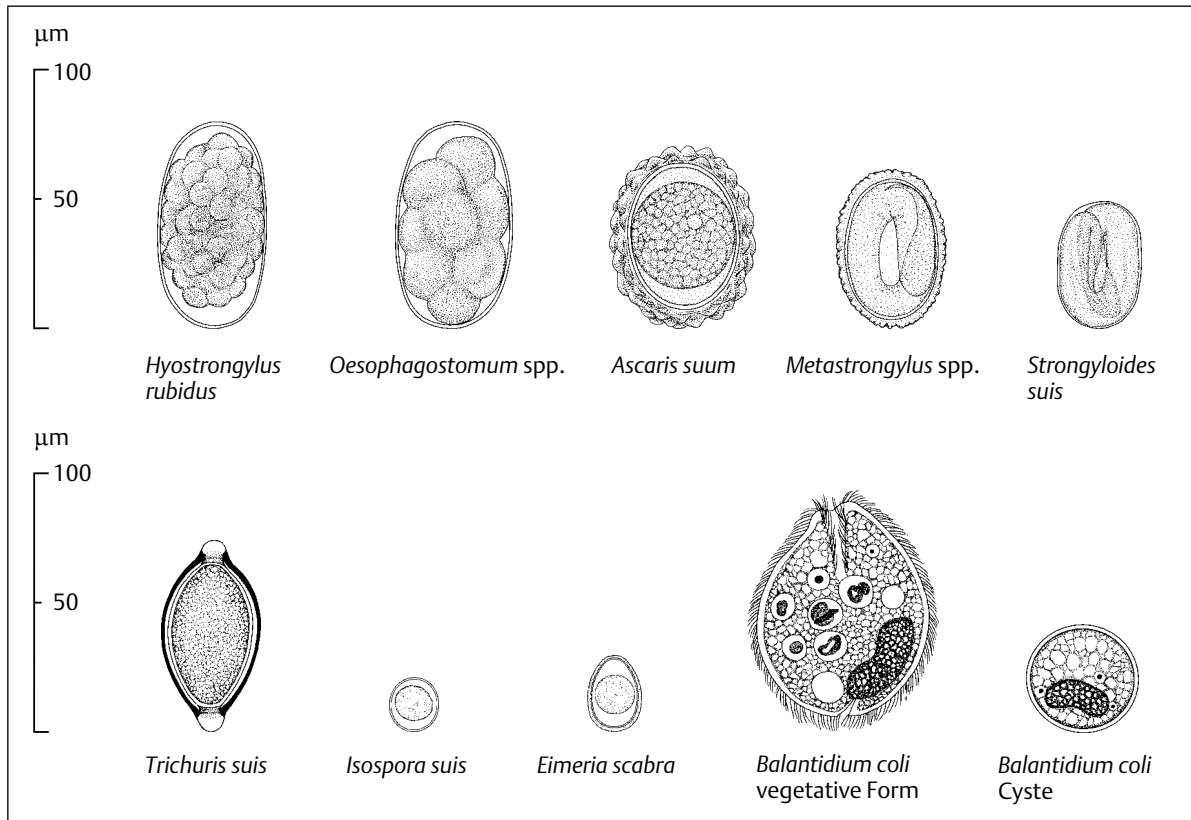 µm
100
50
Hyostrongylus
rubidus
Oesophagostomum spp.
Ascaris suum
Metastrongylus spp.
Strongyloides
suis
µm
100
50
Trichuris suis
Isospora suis
Eimeria scabra
Balantidium coli
vegetative Form
Balantidium coli
Cyste